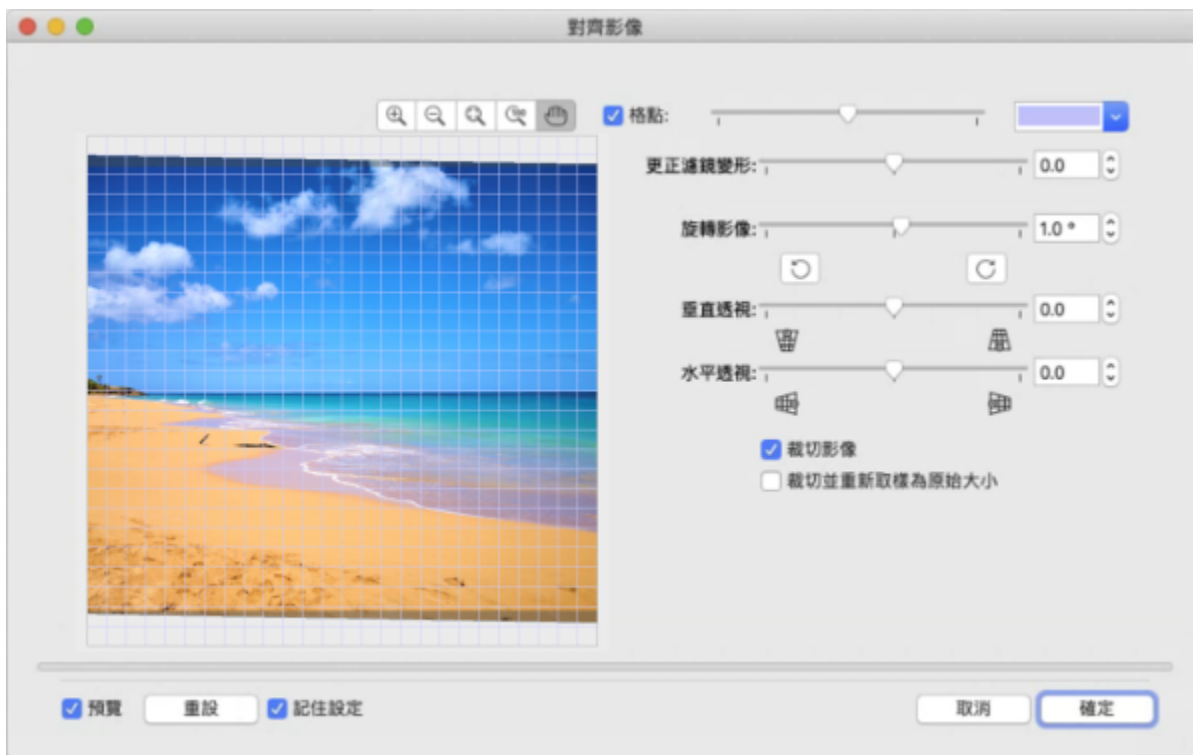 對齊影像
格點:
更正濾鏡變形: 0.0
旋轉影像: 1.0 °
垂直透視: 0.0
水平透視: 0.0
裁切影像
裁切並重新取樣為原始大小
預覽 重設 記住設定 取消 確定